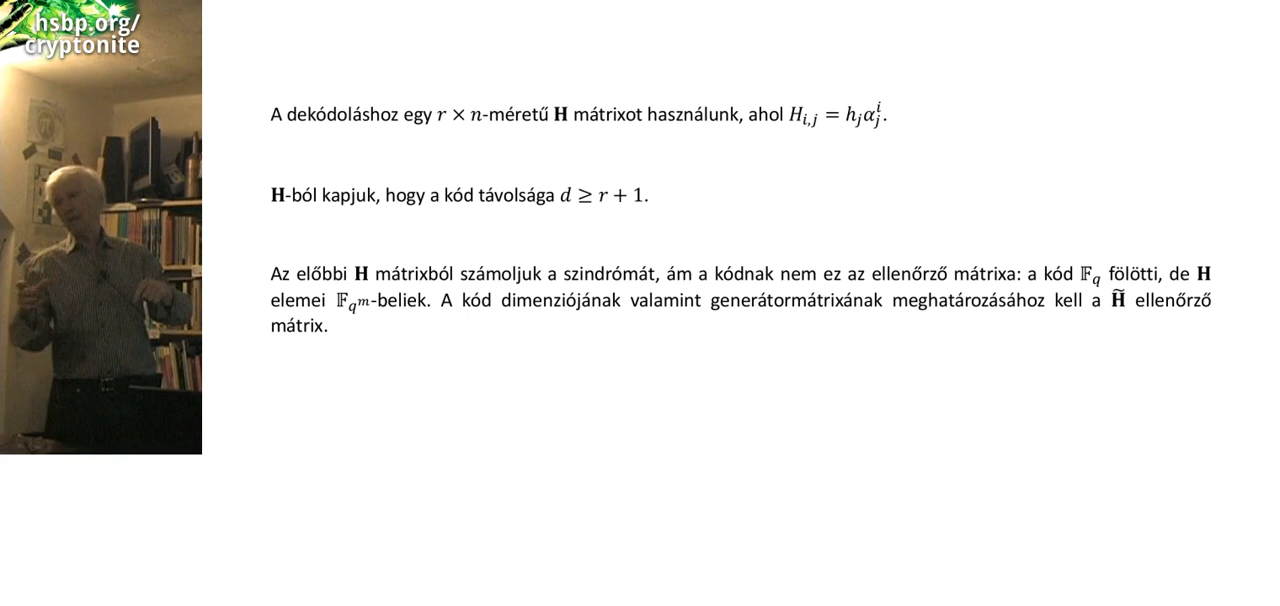 hsbp.org/
cryptonite
A dekódoláshoz egy r × n-méretű H mátrixot használunk, ahol H_{i,j} = h_jα_j^i.
H-ból kapjuk, hogy a kód távolsága d ≥ r + 1.
Az előbbi H mátrixból számoljuk a szindrómát, ám a kódnak nem ez az ellenőrző mátrixa: a kód 𝔽_q fölötti, de H
elemei 𝔽_{q^m}-beliek. A kód dimenziójának valamint generátormátrixának meghatározásához kell a H̃ ellenőrző
mátrix.